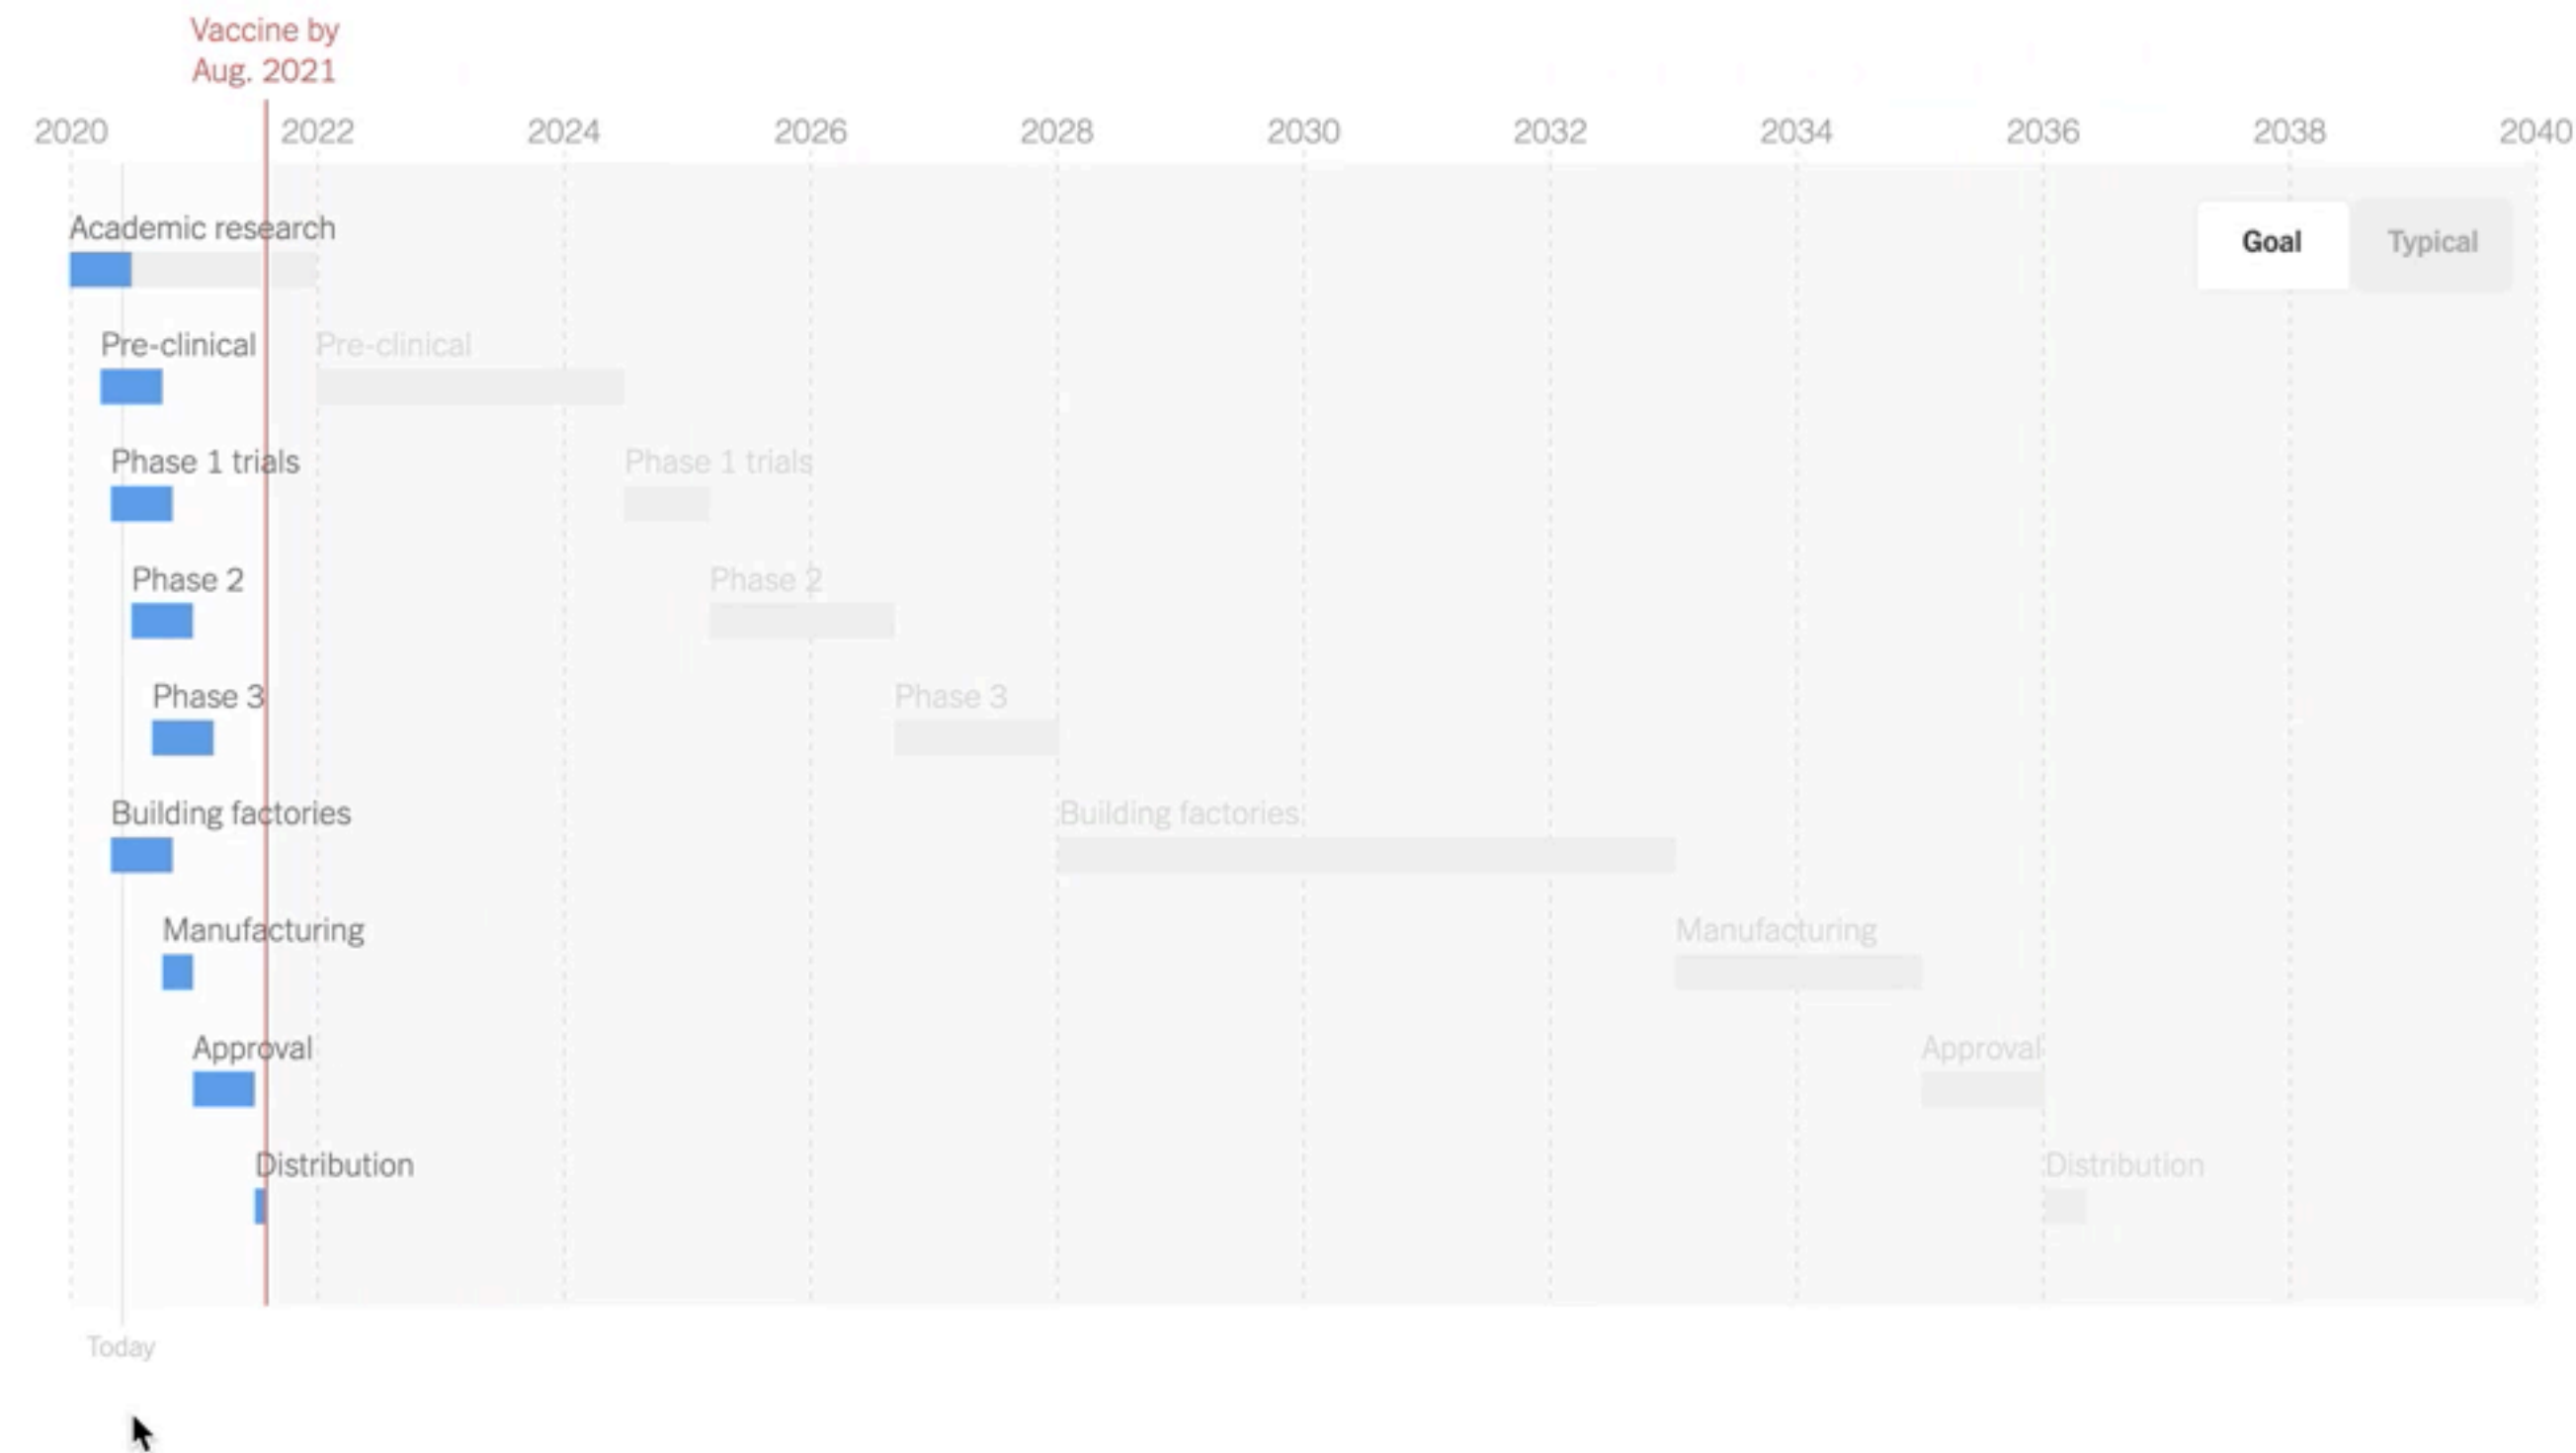 Vaccine by
Aug. 2021
2020 2022 2024 2026 2028 2030 2032 2034 2036 2038 2040
Academic research
Goal Typical
Pre-clinical Pre-clinical
Phase 1 trials Phase 1 trials
Phase 2 Phase 2
Phase 3 Phase 3
Building factories Building factories
Manufacturing Manufacturing
Approval Approval
Distribution Distribution
Today